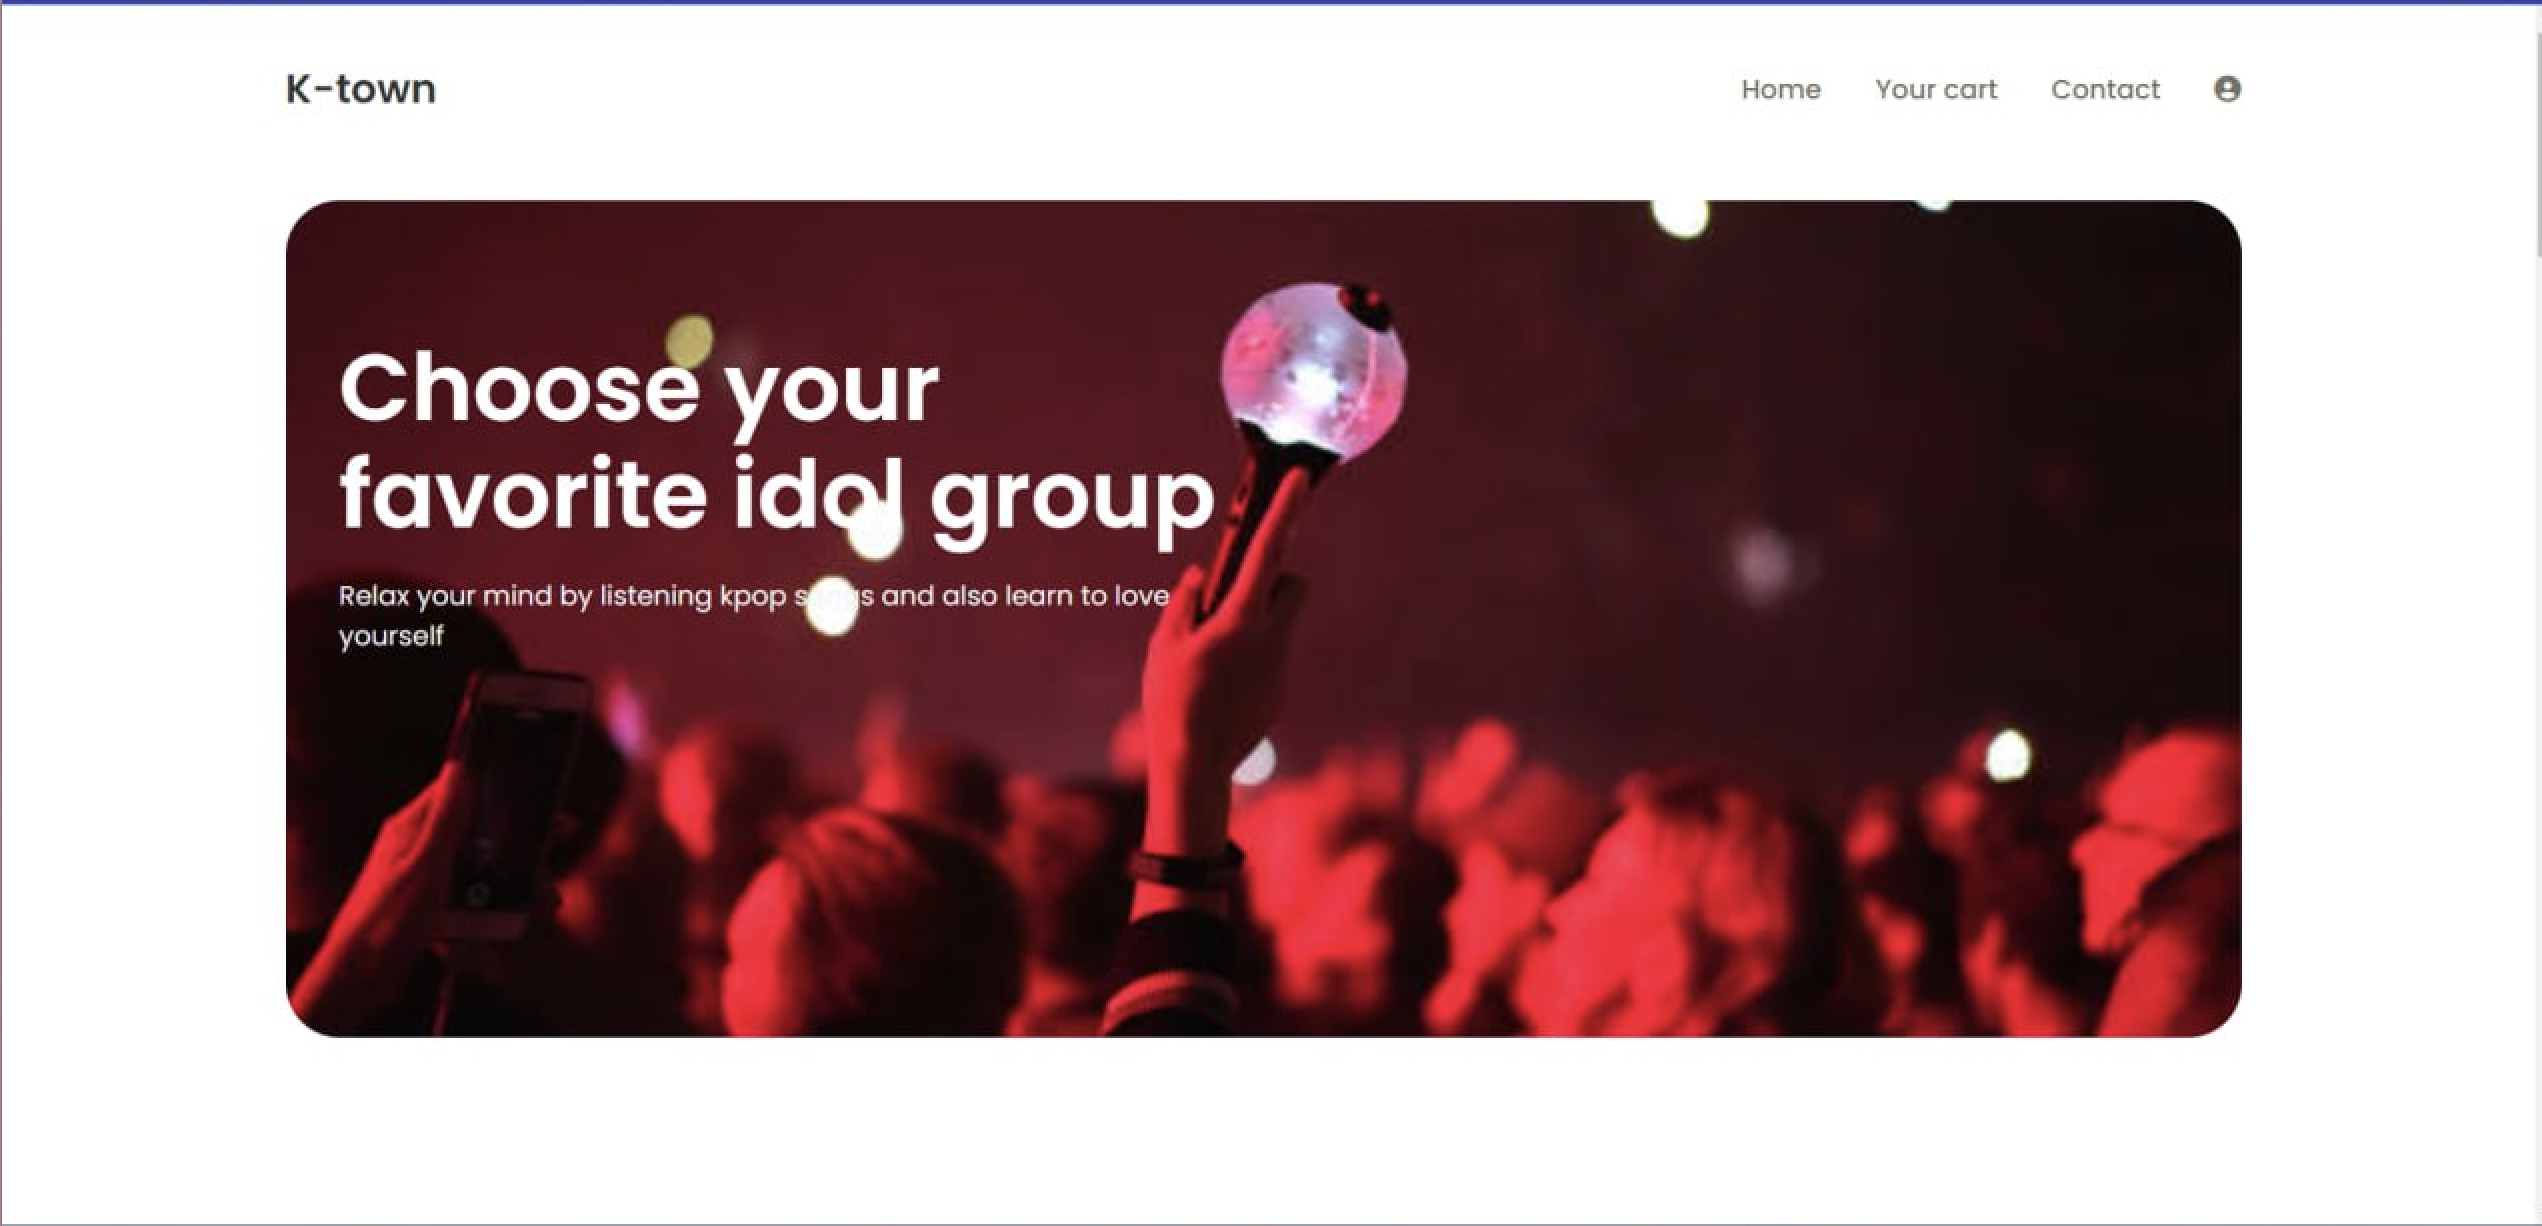 K-town
Home
Your cart
Contact
Choose your
favorite idol group
Relax your mind by listening kpop songs and also learn to love
yourself